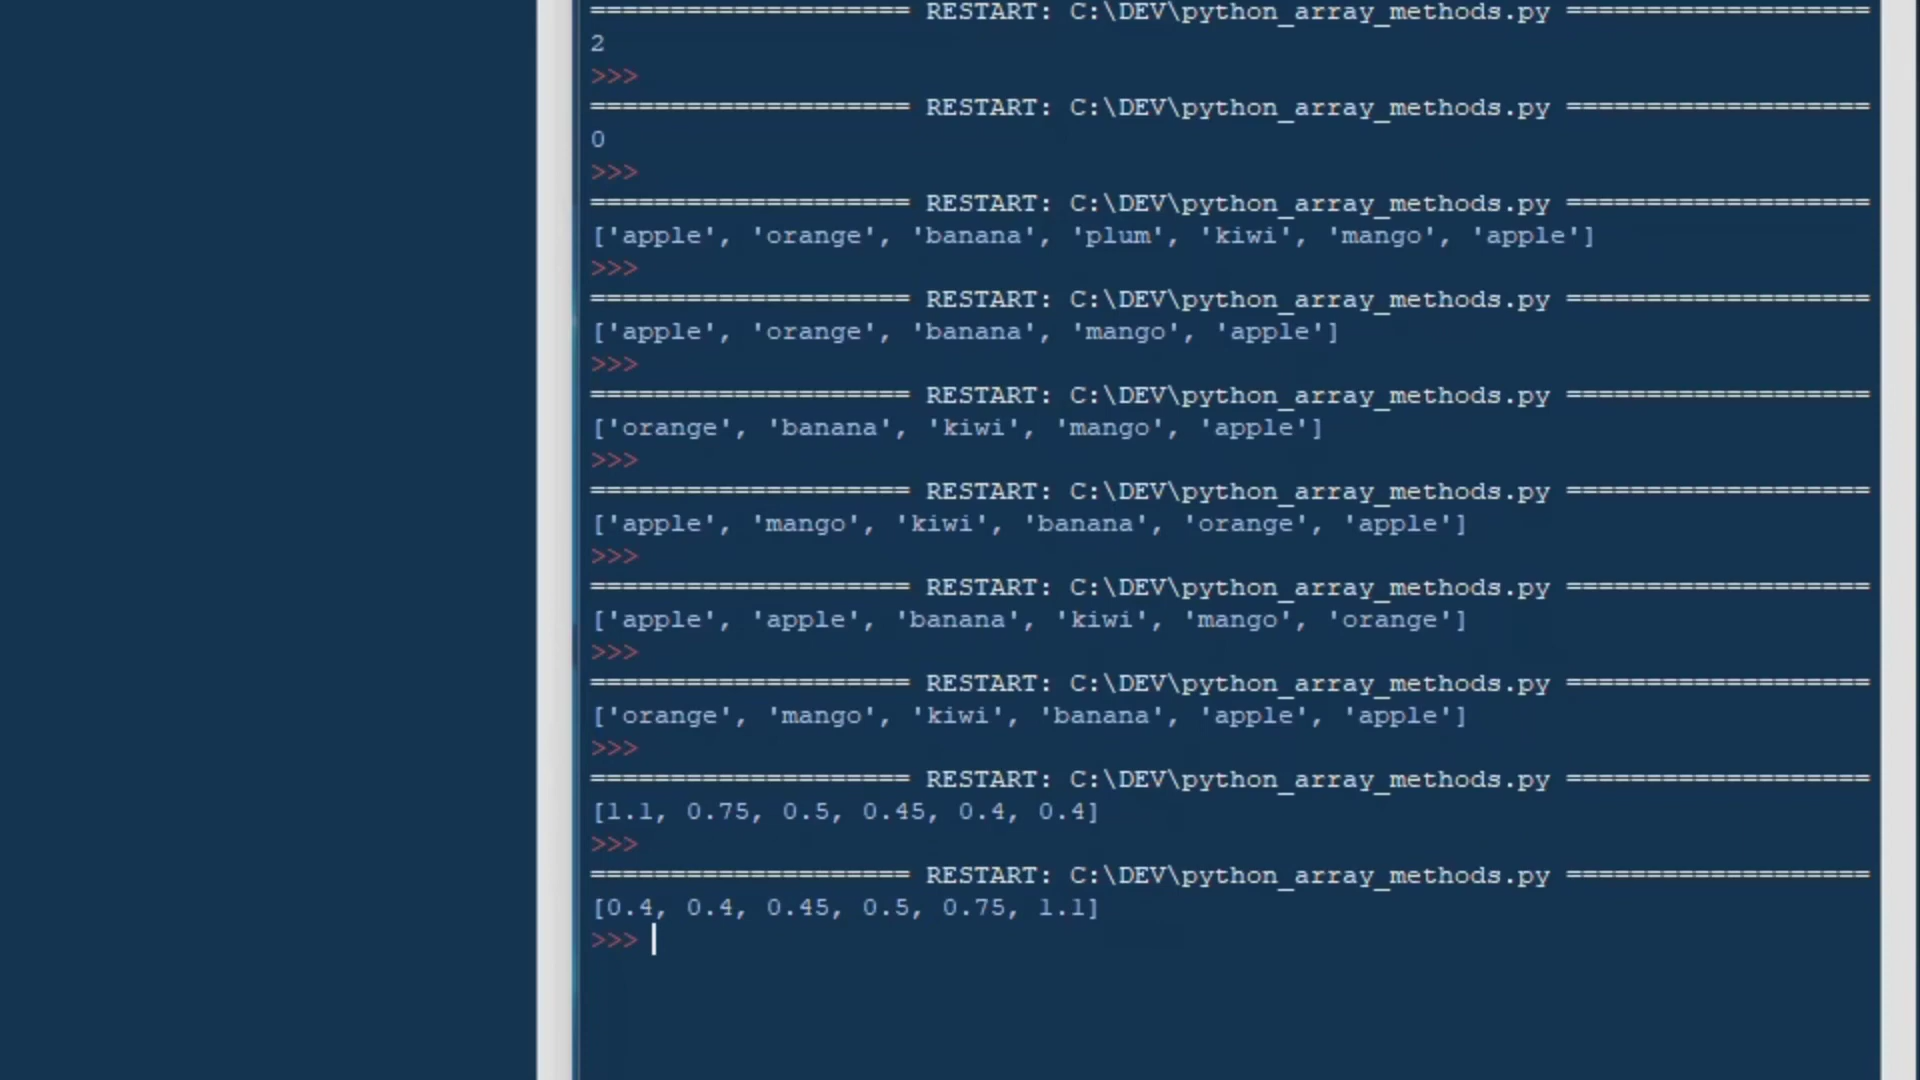 ==================== RESTART: C:\DEV\python_array_methods.py ===================
2
>>>
==================== RESTART: C:\DEV\python_array_methods.py ===================
0
>>>
==================== RESTART: C:\DEV\python_array_methods.py ===================
['apple', 'orange', 'banana', 'plum', 'kiwi', 'mango', 'apple']
>>>
==================== RESTART: C:\DEV\python_array_methods.py ===================
['apple', 'orange', 'banana', 'mango', 'apple']
>>>
==================== RESTART: C:\DEV\python_array_methods.py ===================
['orange', 'banana', 'kiwi', 'mango', 'apple']
>>>
==================== RESTART: C:\DEV\python_array_methods.py ===================
['apple', 'mango', 'kiwi', 'banana', 'orange', 'apple']
>>>
==================== RESTART: C:\DEV\python_array_methods.py ===================
['apple', 'apple', 'banana', 'kiwi', 'mango', 'orange']
>>>
==================== RESTART: C:\DEV\python_array_methods.py ===================
['orange', 'mango', 'kiwi', 'banana', 'apple', 'apple']
>>>
==================== RESTART: C:\DEV\python_array_methods.py ===================
[1.1, 0.75, 0.5, 0.45, 0.4, 0.4]
>>>
==================== RESTART: C:\DEV\python_array_methods.py ===================
[0.4, 0.4, 0.45, 0.5, 0.75, 1.1]
>>>